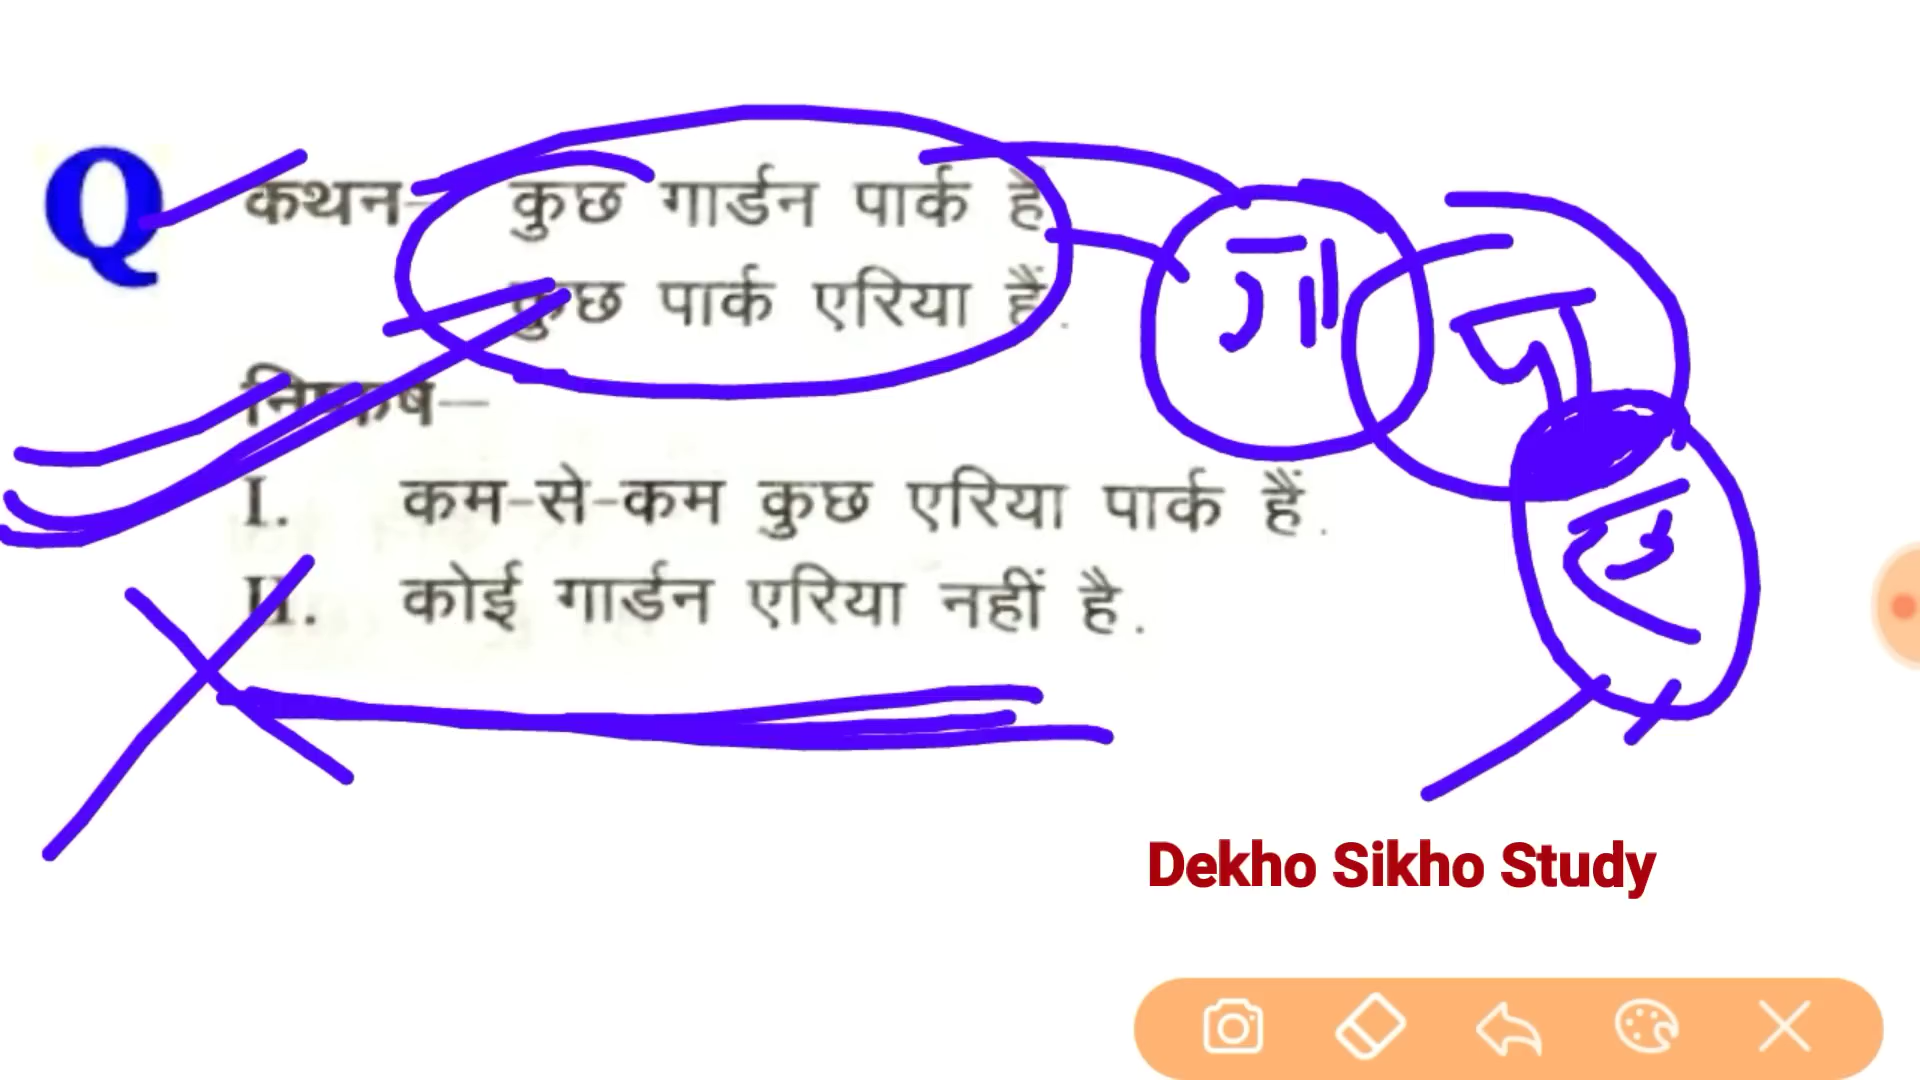 Q कथन- कुछ गार्डन पार्क हैं
कुछ पार्क एरिया हैं.
निष्कर्ष—
I. कम-से-कम कुछ एरिया पार्क हैं.
II. कोई गार्डन एरिया नहीं है.
गा
पा
ए
Dekho Sikho Study